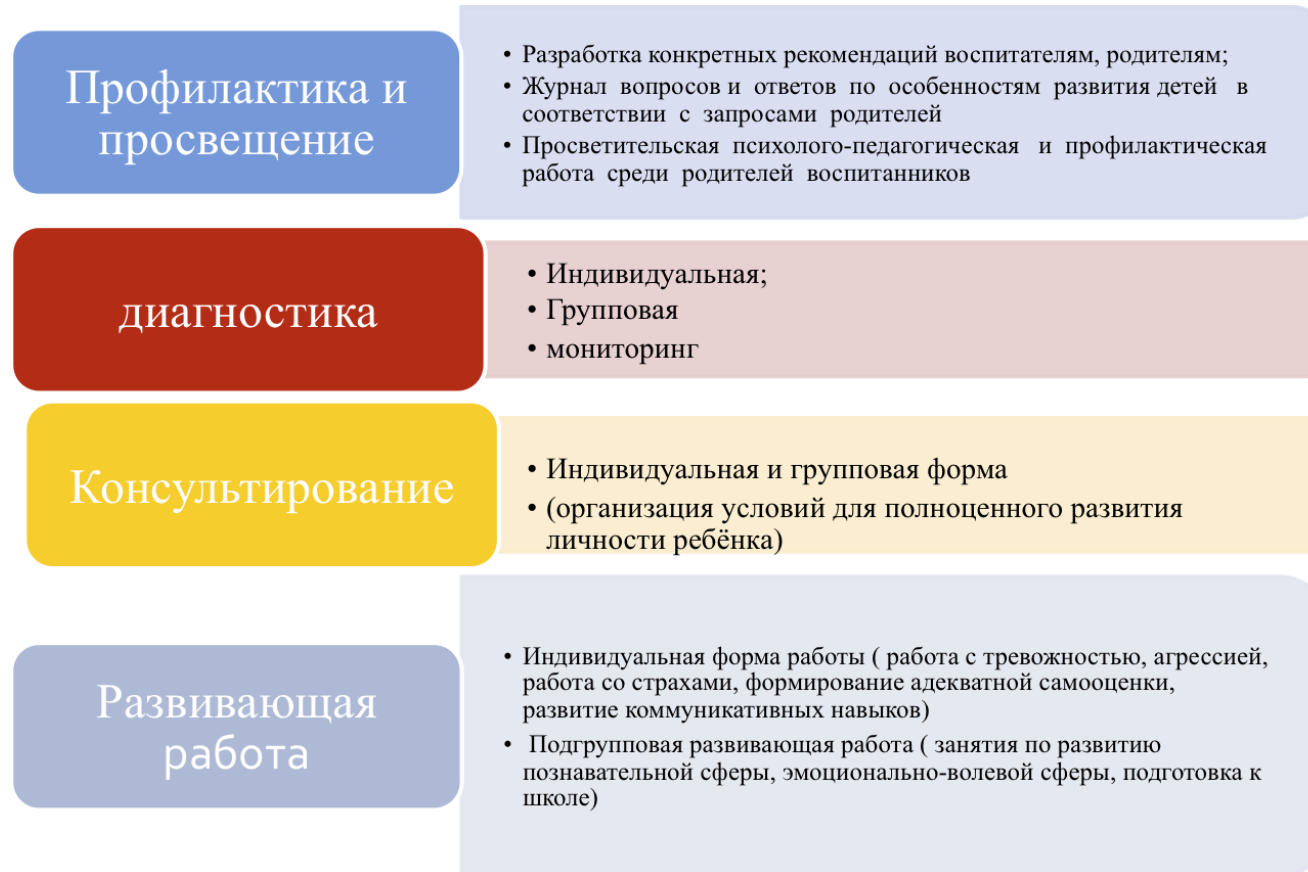 Профилактика и
просвещение
• Разработка конкретных рекомендаций воспитателям, родителям;
• Журнал вопросов и ответов по особенностям развития детей в
соответствии с запросами родителей
• Просветительская психолого-педагогическая и профилактическая
работа среди родителей воспитанников
диагностика
• Индивидуальная;
• Групповая
• мониторинг
Консультирование
• Индивидуальная и групповая форма
• (организация условий для полноценного развития
личности ребёнка)
Развивающая
работа
• Индивидуальная форма работы ( работа с тревожностью, агрессией,
работа со страхами, формирование адекватной самооценки,
развитие коммуникативных навыков)
• Подгрупповая развивающая работа ( занятия по развитию
познавательной сферы, эмоционально-волевой сферы, подготовка к
школе)